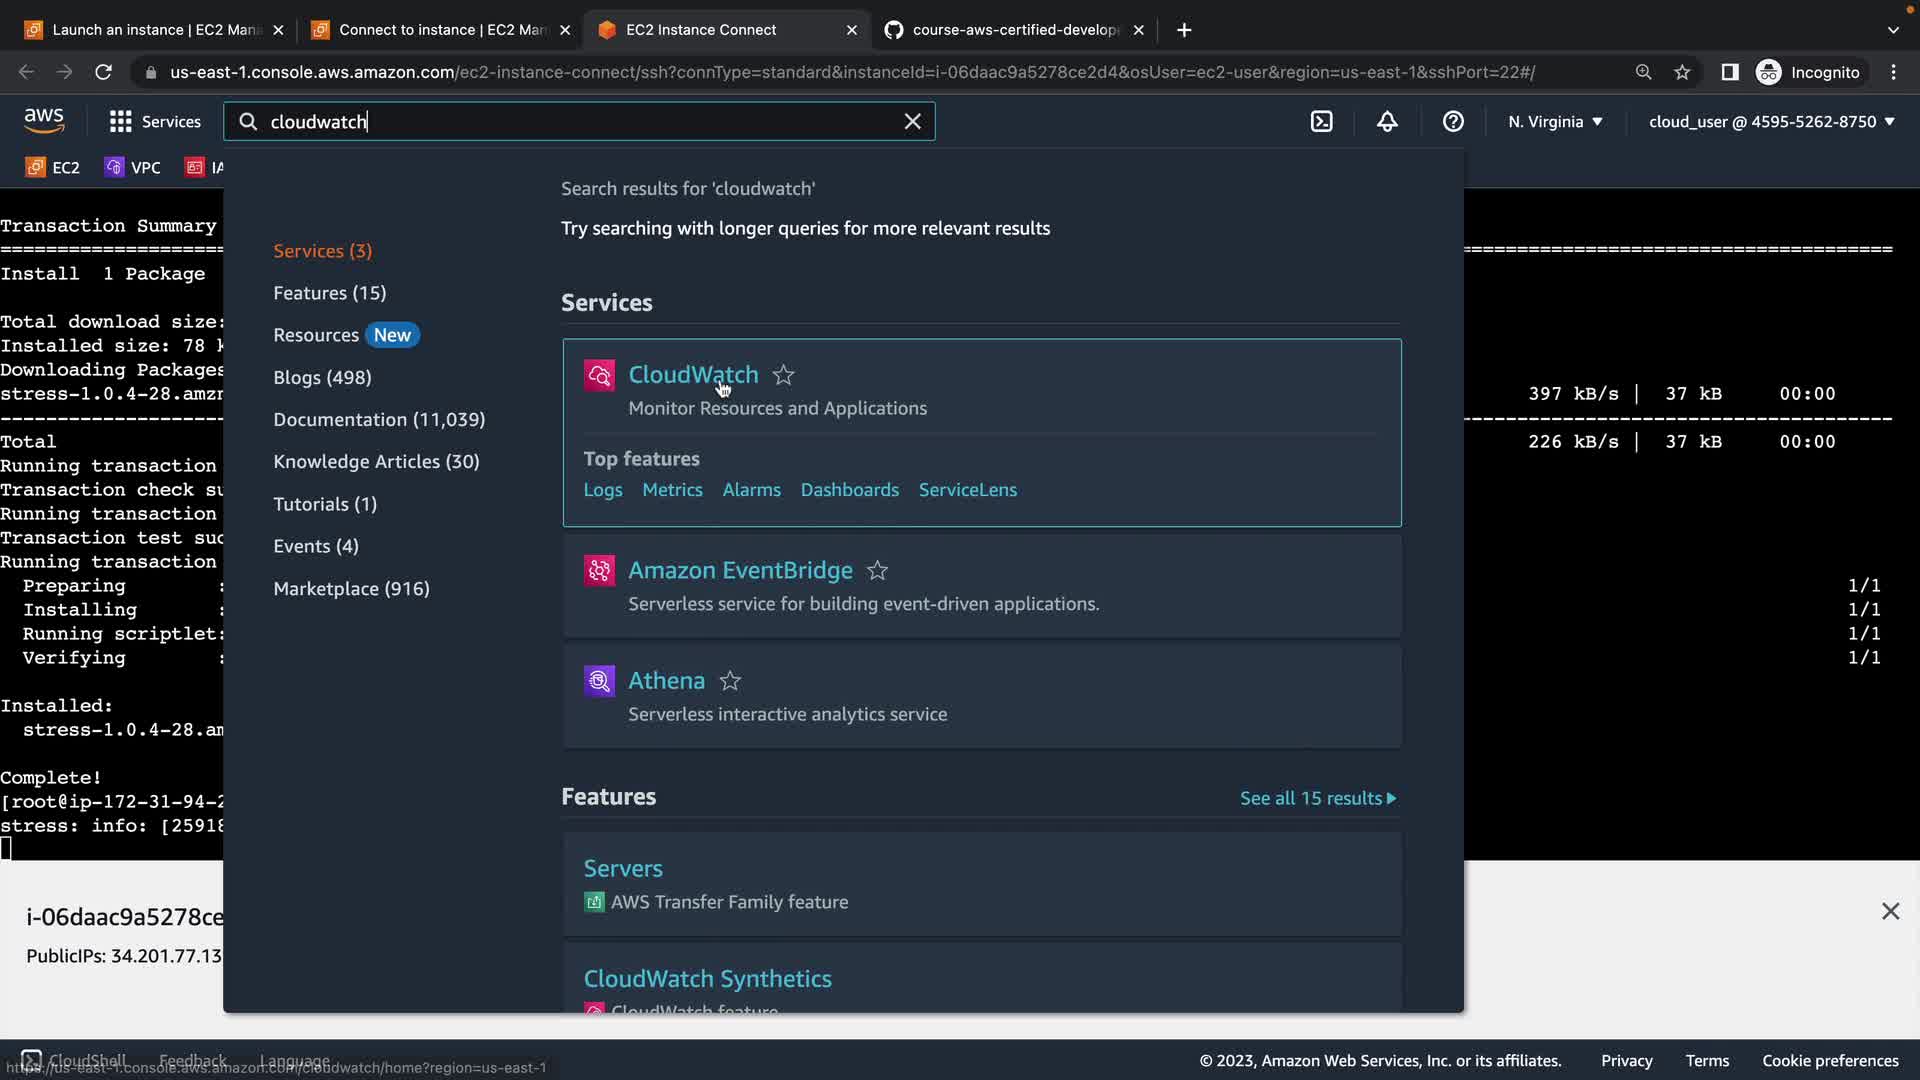 Launch an instance | EC2 Mana
Connect to instance | EC2 Man
EC2 Instance Connect
course-aws-certified-develop
us-east-1.console.aws.amazon.com/ec2-instance-connect/ssh?connType=standard&instanceId=i-06daac9a5278ce2d4&osUser=ec2-user&region=us-east-1&sshPort=22#/
Incognito
aws
Services
cloudwatch
N. Virginia
cloud_user @ 4595-5262-8750
EC2
VPC
IA
Search results for 'cloudwatch'
Try searching with longer queries for more relevant results
Services (3)
Features (15)
Resources New
Blogs (498)
Documentation (11,039)
Knowledge Articles (30)
Tutorials (1)
Events (4)
Marketplace (916)
Services
CloudWatch
Monitor Resources and Applications
Top features
Logs Metrics Alarms Dashboards ServiceLens
Amazon EventBridge
Serverless service for building event-driven applications.
Athena
Serverless interactive analytics service
Features
See all 15 results
Servers
AWS Transfer Family feature
CloudWatch Synthetics
CloudWatch feature
Transaction Summary
Install 1 Package
Total download size:
Installed size: 78 k
Downloading Packages
stress-1.0.4-28.amzn
397 kB/s | 37 kB 00:00
Total
226 kB/s | 37 kB 00:00
Running transaction
Transaction check su
Running transaction
Transaction test suc
Running transaction
Preparing :
1/1
Installing :
1/1
Running scriptlet:
1/1
Verifying :
1/1
Installed:
stress-1.0.4-28.am
Complete!
[root@ip-172-31-94-2
stress: info: [25918
i-06daac9a5278ce
PublicIPs: 34.201.77.13
CloudShell Feedback Language
https://us-east-1.console.aws.amazon.com/cloudwatch/home?region=us-east-1
© 2023, Amazon Web Services, Inc. or its affiliates.
Privacy
Terms
Cookie preferences